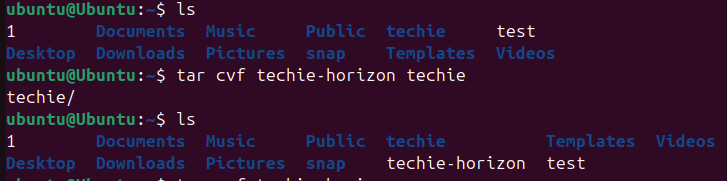 ubuntu@Ubuntu:~$ ls
1        Documents  Music     Public  techie     test
Desktop  Downloads  Pictures  snap    Templates  Videos
ubuntu@Ubuntu:~$ tar cvf techie-horizon techie
techie/
ubuntu@Ubuntu:~$ ls
1        Documents  Music     Public  techie          Templates  Videos
Desktop  Downloads  Pictures  snap    techie-horizon  test